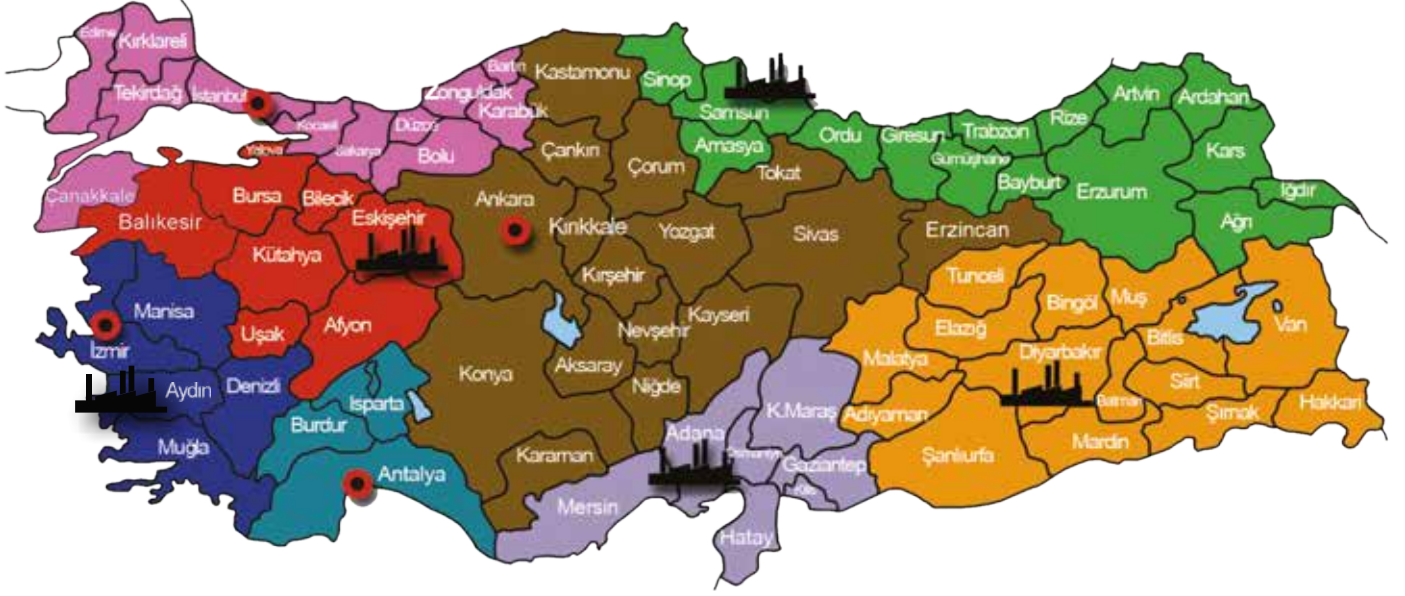 Edirne
Kırklareli
Tekirdağ
İstanbul
Kocaeli
Yalova
Sakarya
Düzce
Bolu
Zonguldak
Bartın
Karabük
Kastamonu
Sinop
Samsun
Amasya
Ordu
Giresun
Trabzon
Gümüşhane
Rize
Artvin
Ardahan
Kars
Bayburt
Erzurum
Iğdır
Ağrı
Çanakkale
Balıkesir
Bursa
Bilecik
Eskişehir
Kütahya
Uşak
Afyon
Ankara
Çankırı
Çorum
Tokat
Kırıkkale
Yozgat
Sivas
Erzincan
Kırşehir
Nevşehir
Kayseri
Aksaray
Niğde
Konya
Karaman
Manisa
İzmir
Aydın
Denizli
Muğla
Burdur
Isparta
Antalya
Mersin
Adana
Osmaniye
K.Maraş
Gaziantep
Kilis
Hatay
Tunceli
Bingöl
Muş
Elazığ
Malatya
Diyarbakır
Bitlis
Van
Adıyaman
Batman
Siirt
Şırnak
Hakkari
Şanlıurfa
Mardin